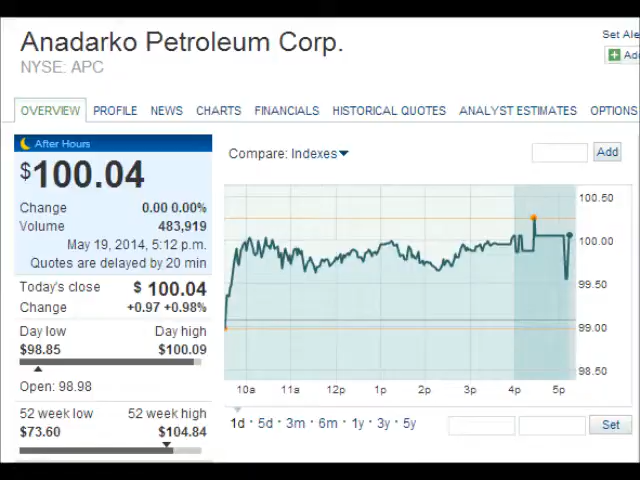 Anadarko Petroleum Corp.
Set Ale
NYSE: APC
Add
OVERVIEW PROFILE NEWS CHARTS FINANCIALS HISTORICAL QUOTES ANALYST ESTIMATES OPTIONS
After Hours
$100.04
Change 0.00 0.00%
Volume 483,919
May 19, 2014, 5:12 p.m.
Quotes are delayed by 20 min
Today's close $ 100.04
Change +0.97 +0.98%
Day low Day high
$98.85 $100.09
Open: 98.98
52 week low 52 week high
$73.60 $104.84
Compare: Indexes Add
100.50
100.00
99.50
99.00
98.50
10a 11a 12p 1p 2p 3p 4p 5p
1d · 5d · 3m · 6m · 1y · 3y · 5y Set